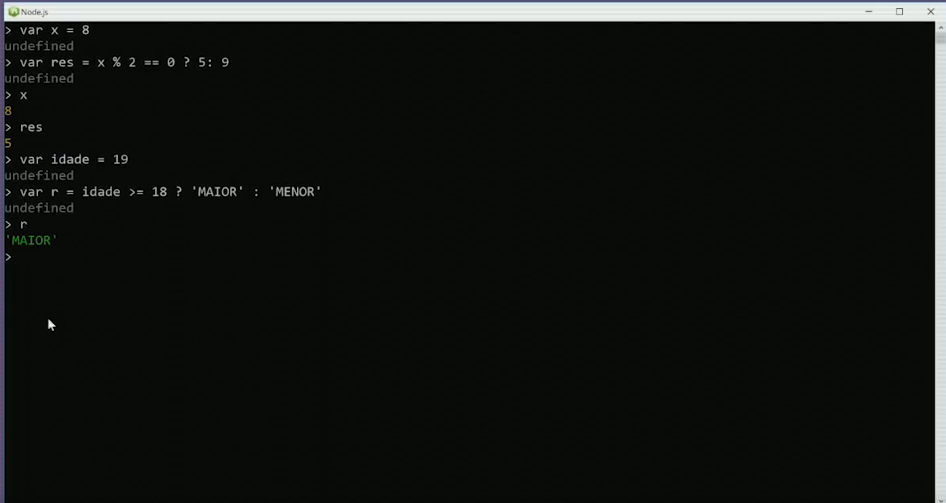 Node.js
> var x = 8
undefined
> var res = x % 2 == 0 ? 5: 9
undefined
> x
8
> res
5
> var idade = 19
undefined
> var r = idade >= 18 ? 'MAIOR' : 'MENOR'
undefined
> r
'MAIOR'
>